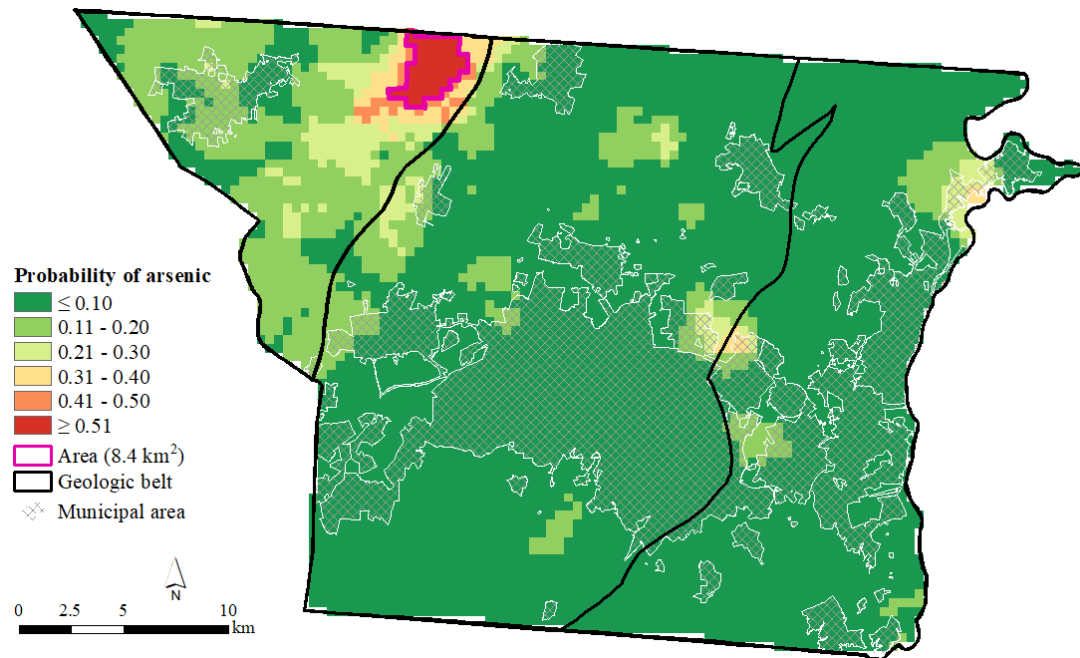 Probability of arsenic
≤ 0.10
0.11 - 0.20
0.21 - 0.30
0.31 - 0.40
0.41 - 0.50
≥ 0.51
Area (8.4 km²)
Geologic belt
Municipal area
N
0 2.5 5 10
km